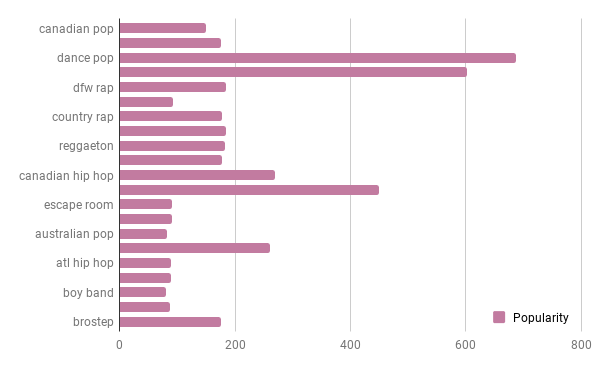 canadian pop
dance pop
dfw rap
country rap
reggaeton
canadian hip hop
escape room
australian pop
atl hip hop
boy band
brostep
Popularity
0 200 400 600 800